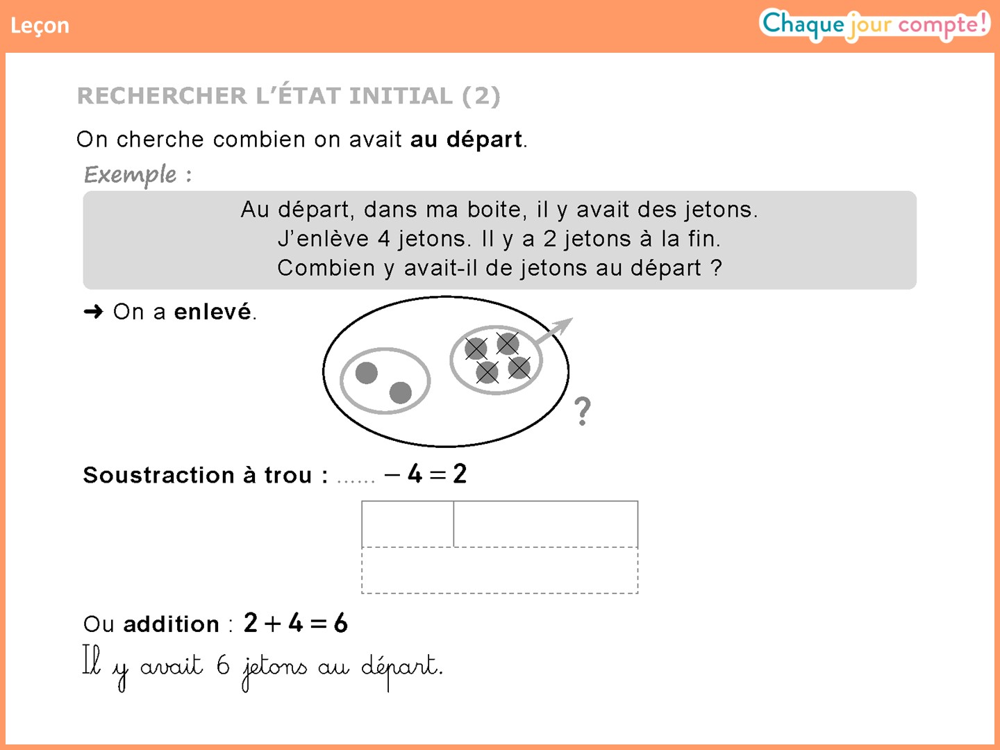 Leçon
Chaque jour compte!
RECHERCHER L'ÉTAT INITIAL (2)
On cherche combien on avait au départ.
Exemple :
Au départ, dans ma boite, il y avait des jetons.
J'enlève 4 jetons. Il y a 2 jetons à la fin.
Combien y avait-il de jetons au départ ?
➜ On a enlevé.
?
Soustraction à trou : ...... – 4 = 2
Ou addition : 2 + 4 = 6
Il y avait 6 jetons au départ.